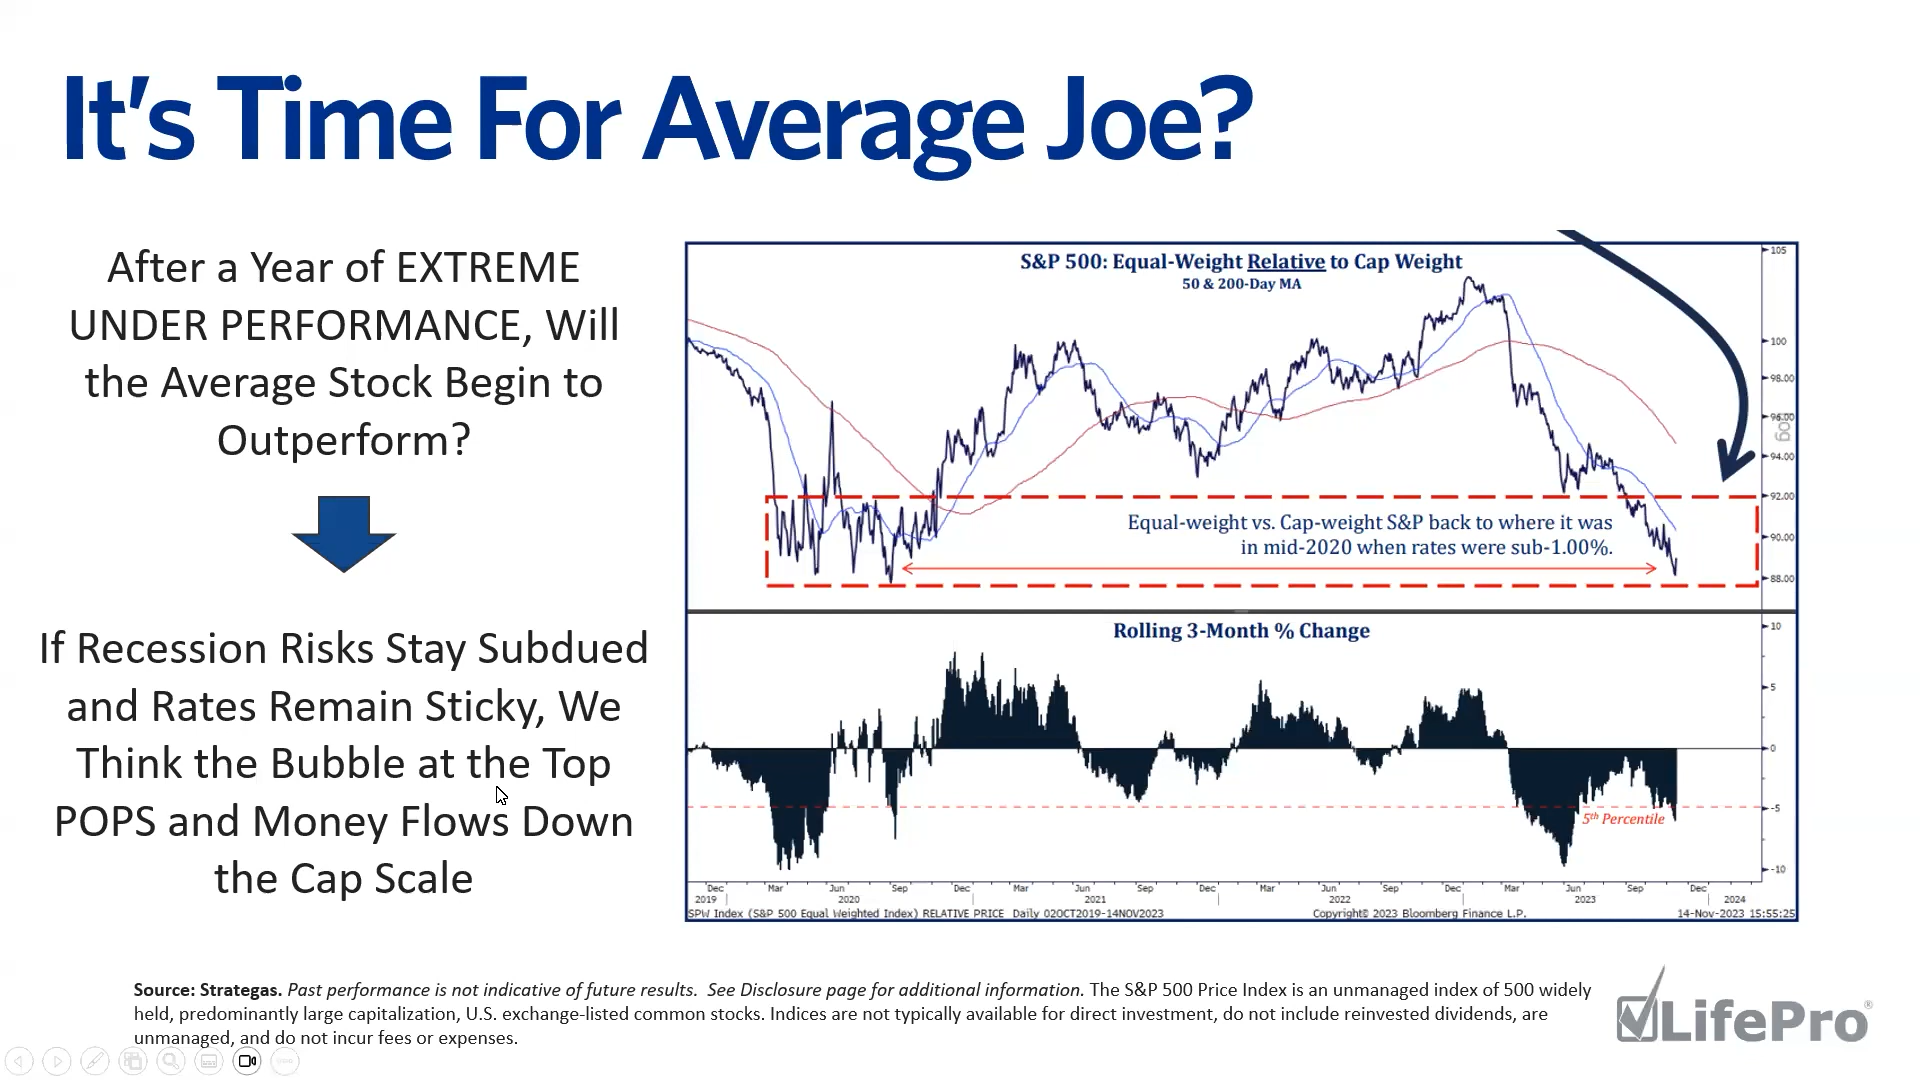 It's Time For Average Joe?
After a Year of EXTREME
UNDER PERFORMANCE, Will
the Average Stock Begin to
Outperform?
If Recession Risks Stay Subdued
and Rates Remain Sticky, We
Think the Bubble at the Top
POPS and Money Flows Down
the Cap Scale
S&P 500: Equal-Weight Relative to Cap Weight
50 & 200-Day MA
105
100
98.00
96.00
log
94.00
92.00
90.00
88.00
Equal-weight vs. Cap-weight S&P back to where it was
in mid-2020 when rates were sub-1.00%.
Rolling 3-Month % Change
10
5
0
-5
-10
5th Percentile
Dec Mar Jun Sep Dec Mar Jun Sep Dec Mar Jun Sep Dec Mar Jun Sep Dec
2019 2020 2021 2022 2023 2024
SPW Index (S&P 500 Equal Weighted Index) RELATIVE PRICE Daily 02OCT2019-14NOV2023 Copyright© 2023 Bloomberg Finance L.P. 14-Nov-2023 15:55:25
Source: Strategas. Past performance is not indicative of future results. See Disclosure page for additional information. The S&P 500 Price Index is an unmanaged index of 500 widely
held, predominantly large capitalization, U.S. exchange-listed common stocks. Indices are not typically available for direct investment, do not include reinvested dividends, are
unmanaged, and do not incur fees or expenses.
LifePro®